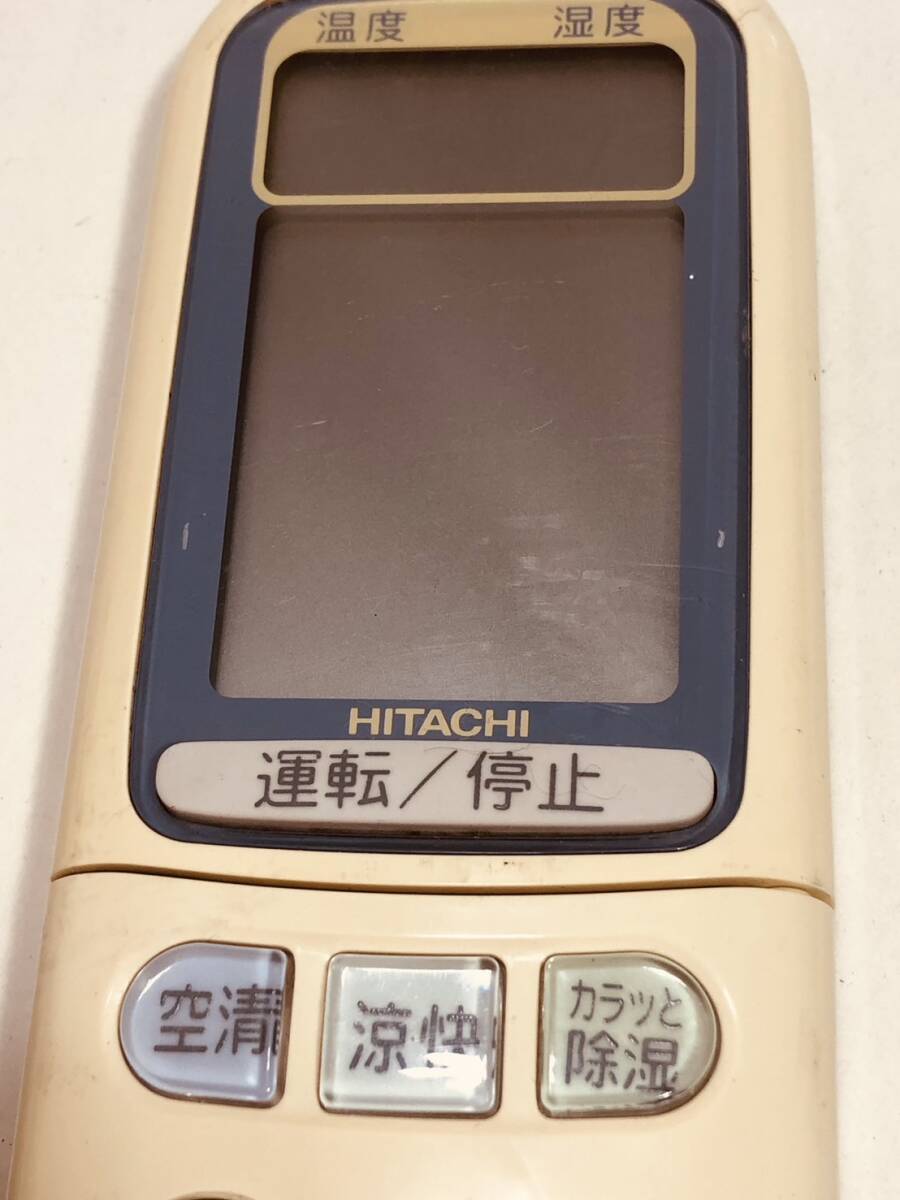 温度 湿度
HITACHI
運転／停止
空清 涼快 カラッと
除湿